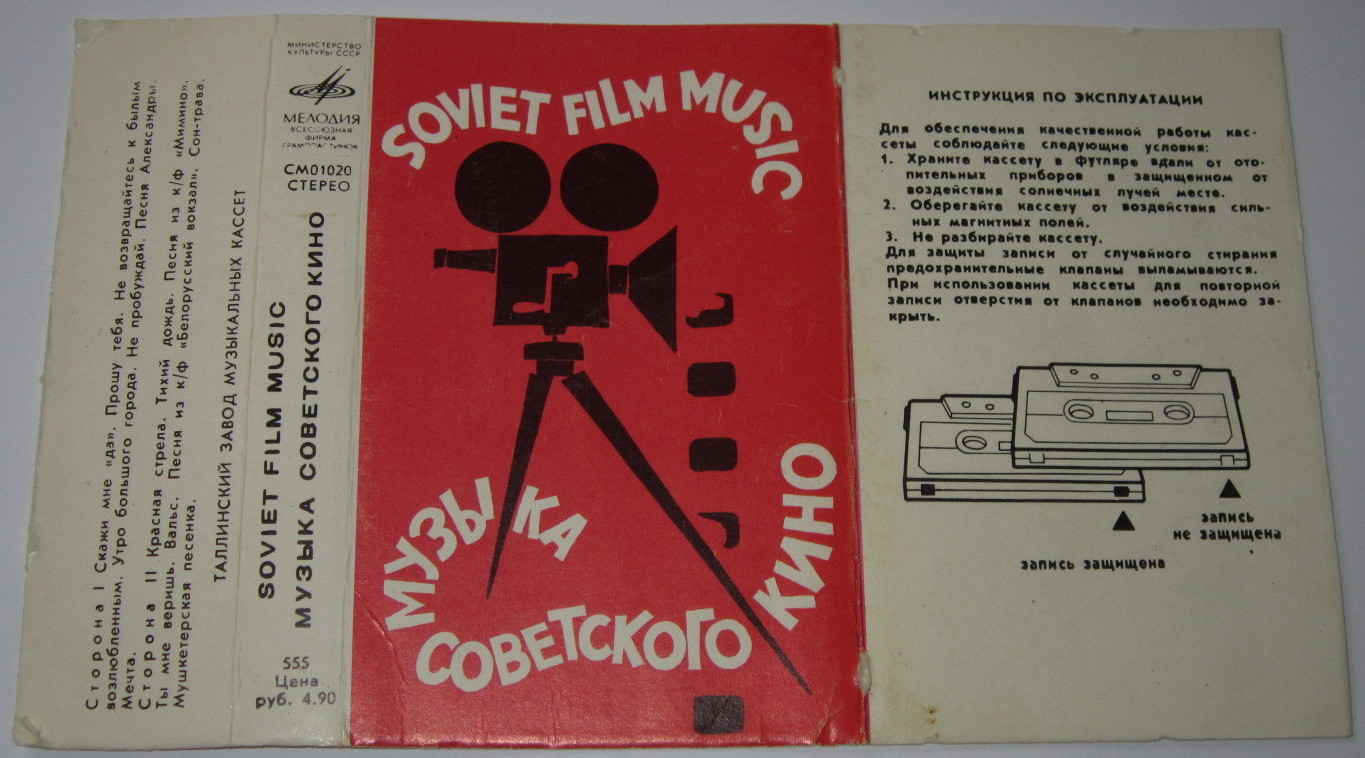 Сторона I Скажи мне «да». Прошу тебя. Не возвращайтесь к былым
возлюбленным. Утро большого города. Не пробуждай. Песня Александры.
Мечта.
Сторона II Красная стрела. Тихий дождь. Песня из к/ф «Мимино».
Ты мне веришь. Вальс. Песня из к/ф «Белорусский вокзал». Сон-трава.
Мушкетерская песенка.
ТАЛЛИНСКИЙ ЗАВОД МУЗЫКАЛЬНЫХ КАССЕТ
МИНИСТЕРСТВО
КУЛЬТУРЫ СССР
МЕЛОДИЯ
ВСЕСОЮЗНАЯ
ФИРМА
ГРАМПЛАСТИНОК
СМ01020
СТЕРЕО
SOVIET FILM MUSIC
МУЗЫКА СОВЕТСКОГО КИНО
555
Цена
руб. 4.90
SOVIET FILM MUSIC
МУЗЫКА
СОВЕТСКОГО
КИНО
ИНСТРУКЦИЯ ПО ЭКСПЛУАТАЦИИ
Для обеспечения качественной работы кас-
сеты соблюдайте следующие условия:
1. Храните кассету в футляре вдали от ото-
пительных приборов в защищенном от
воздействия солнечных лучей месте.
2. Оберегайте кассету от воздействия силь-
ных магнитных полей.
3. Не разбирайте кассету.
Для защиты записи от случайного стирания
предохранительные клапаны выламываются.
При использовании кассеты для повторной
записи отверстия от клапанов необходимо за-
крыть.
запись
не защищена
запись защищена